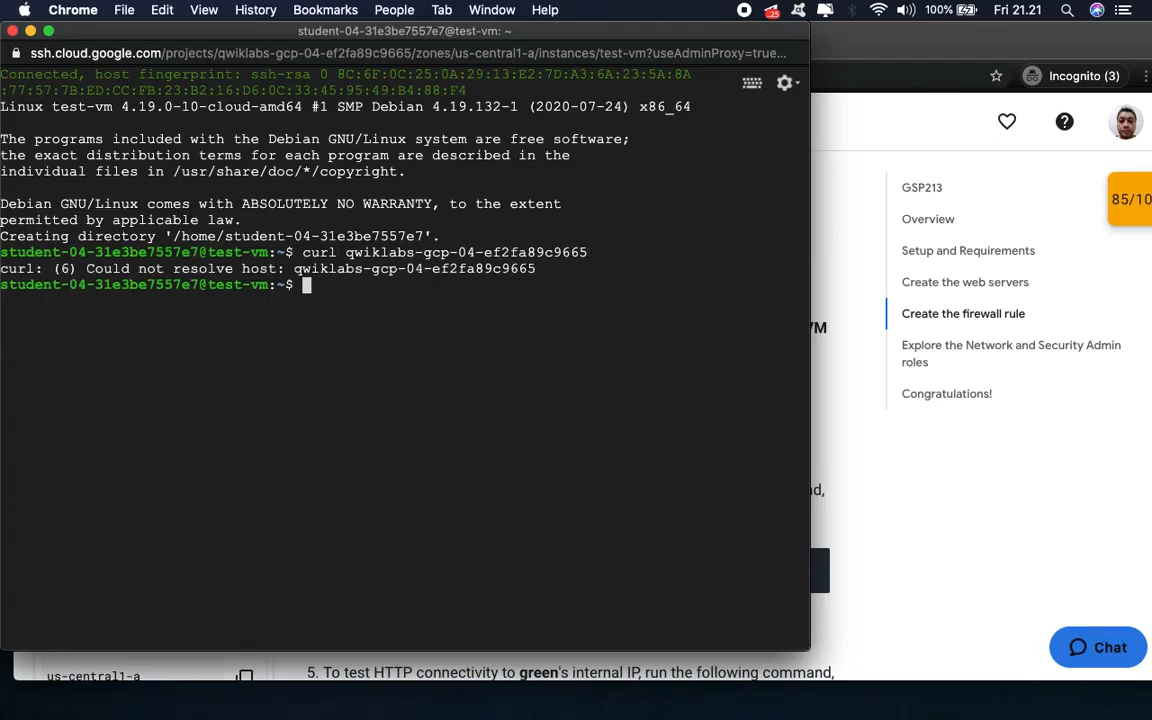 Chrome File Edit View History Bookmarks People Tab Window Help 25 100% Fri 21.21
student-04-31e3be7557e7@test-vm: ~
ssh.cloud.google.com/projects/qwiklabs-gcp-04-ef2fa89c9665/zones/us-central1-a/instances/test-vm?useAdminProxy=true...
Incognito (3)
Connected, host fingerprint: ssh-rsa 0 8C:6F:0C:25:0A:29:13:E2:7D:A3:6A:23:5A:8A
:77:57:7B:ED:CC:FB:23:B2:16:D6:0C:33:45:95:49:B4:88:F4
Linux test-vm 4.19.0-10-cloud-amd64 #1 SMP Debian 4.19.132-1 (2020-07-24) x86_64
The programs included with the Debian GNU/Linux system are free software;
the exact distribution terms for each program are described in the
individual files in /usr/share/doc/*/copyright.
Debian GNU/Linux comes with ABSOLUTELY NO WARRANTY, to the extent
permitted by applicable law.
Creating directory '/home/student-04-31e3be7557e7'.
student-04-31e3be7557e7@test-vm:~$ curl qwiklabs-gcp-04-ef2fa89c9665
curl: (6) Could not resolve host: qwiklabs-gcp-04-ef2fa89c9665
student-04-31e3be7557e7@test-vm:~$
VM
nd,
us-central1-a
5. To test HTTP connectivity to green's internal IP, run the following command,
GSP213
Overview
Setup and Requirements
Create the web servers
Create the firewall rule
Explore the Network and Security Admin
roles
Congratulations!
85/10
Chat